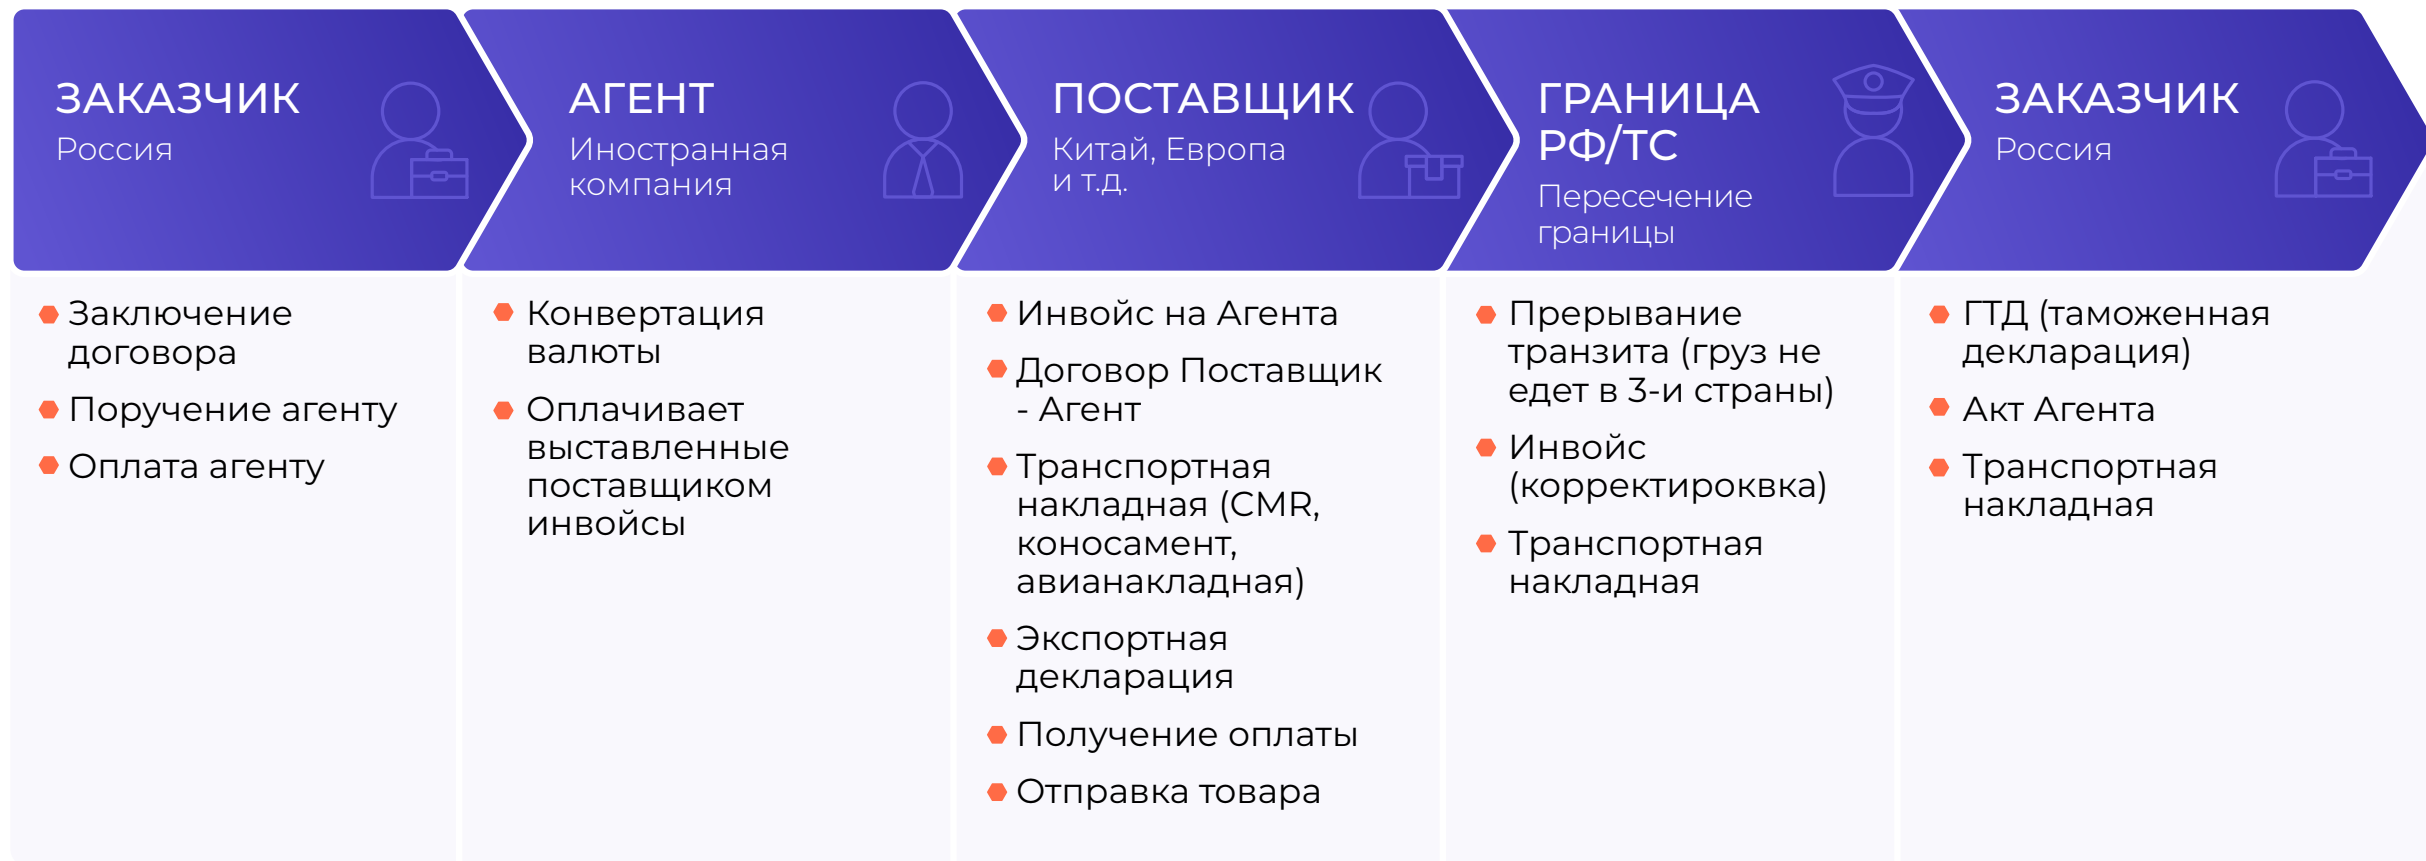 ЗАКАЗЧИК
Россия
Заключение
договора
Поручение агенту
Оплата агенту
АГЕНТ
Иностранная
компания
Конвертация
валюты
Оплачивает
выставленные
поставщиком
инвойсы
ПОСТАВЩИК
Китай, Европа
и т.д.
Инвойс на Агента
Договор Поставщик
- Агент
Транспортная
накладная (CMR,
коносамент,
авианакладная)
Экспортная
декларация
Получение оплаты
Отправка товара
ГРАНИЦА
РФ/ТС
Пересечение
границы
Прерывание
транзита (груз не
едет в 3-и страны)
Инвойс
(корректироквка)
Транспортная
накладная
ЗАКАЗЧИК
Россия
ГТД (таможенная
декларация)
Акт Агента
Транспортная
накладная